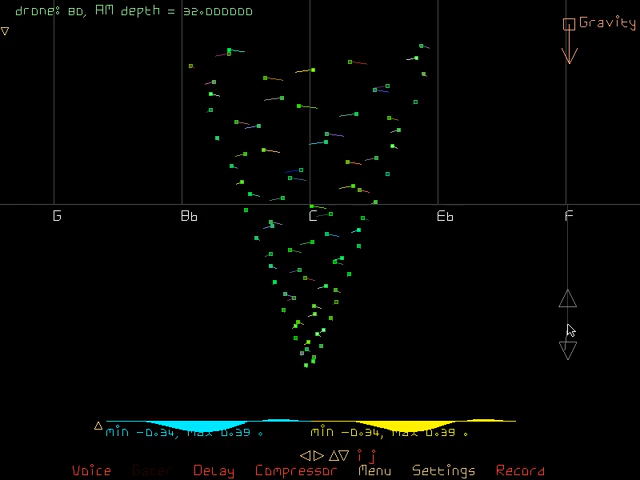 drone: 80, AM depth = 32.000000
Gravity
G Bb C Eb F
min -0.34, max 0.39 . min -0.34, max 0.39 .
i j
Voice Gater Delay Compressor Menu Settings Record